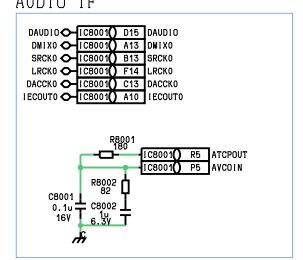 AUDIO IF
DAUDIO IC8001 D15 DAUDIO
DMIX0 IC8001 A13 DMIX0
SRCK0 IC8001 B13 SRCK0
LRCK0 IC8001 F14 LRCK0
DACCK0 IC8001 C13 DACCK0
IECOUT0 IC8001 A10 IECOUT0
R8001
180
IC8001 R5 ATCPOUT
IC8001 P5 AVCOIN
R8002
82
C8001
0.1u
16V
C8002
1u
6.3V